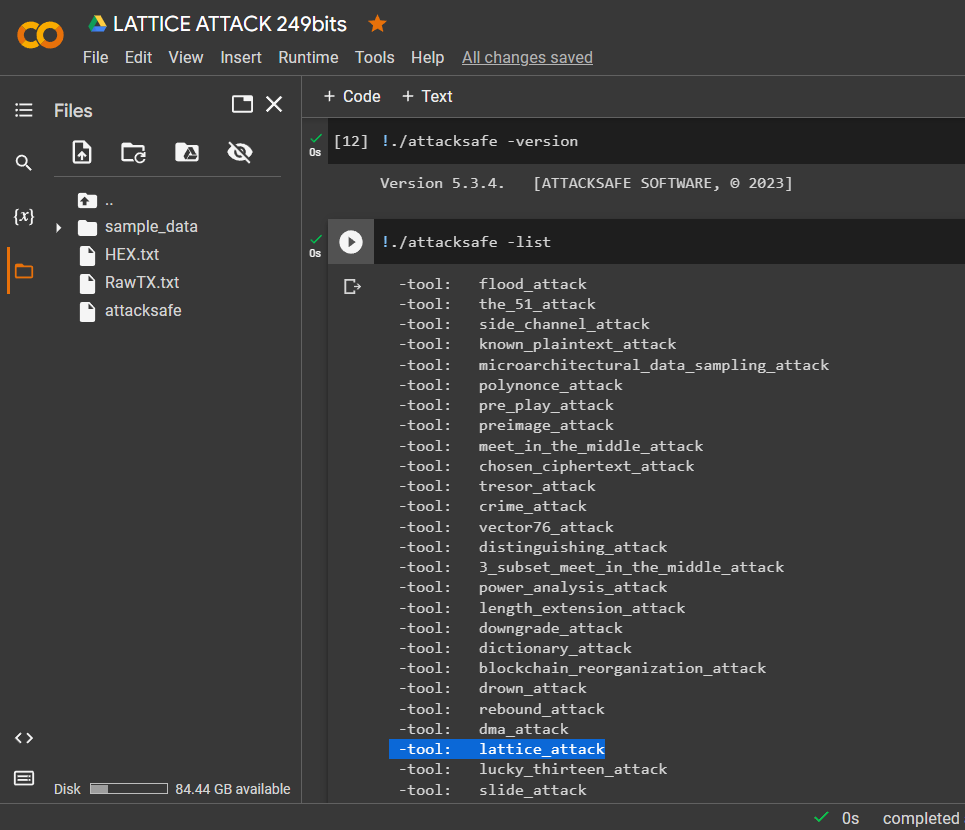 LATTICE ATTACK 249bits
File Edit View Insert Runtime Tools Help All changes saved
Files
+ Code + Text
[12] !./attacksafe -version
0s
Version 5.3.4. [ATTACKSAFE SOFTWARE, © 2023]
..
{x}
sample_data
HEX.txt
RawTX.txt
attacksafe
!./attacksafe -list
0s
-tool: flood_attack
-tool: the_51_attack
-tool: side_channel_attack
-tool: known_plaintext_attack
-tool: microarchitectural_data_sampling_attack
-tool: polynonce_attack
-tool: pre_play_attack
-tool: preimage_attack
-tool: meet_in_the_middle_attack
-tool: chosen_ciphertext_attack
-tool: tresor_attack
-tool: crime_attack
-tool: vector76_attack
-tool: distinguishing_attack
-tool: 3_subset_meet_in_the_middle_attack
-tool: power_analysis_attack
-tool: length_extension_attack
-tool: downgrade_attack
-tool: dictionary_attack
-tool: blockchain_reorganization_attack
-tool: drown_attack
-tool: rebound_attack
-tool: dma_attack
-tool: lattice_attack
-tool: lucky_thirteen_attack
-tool: slide_attack
Disk 84.44 GB available
0s completed